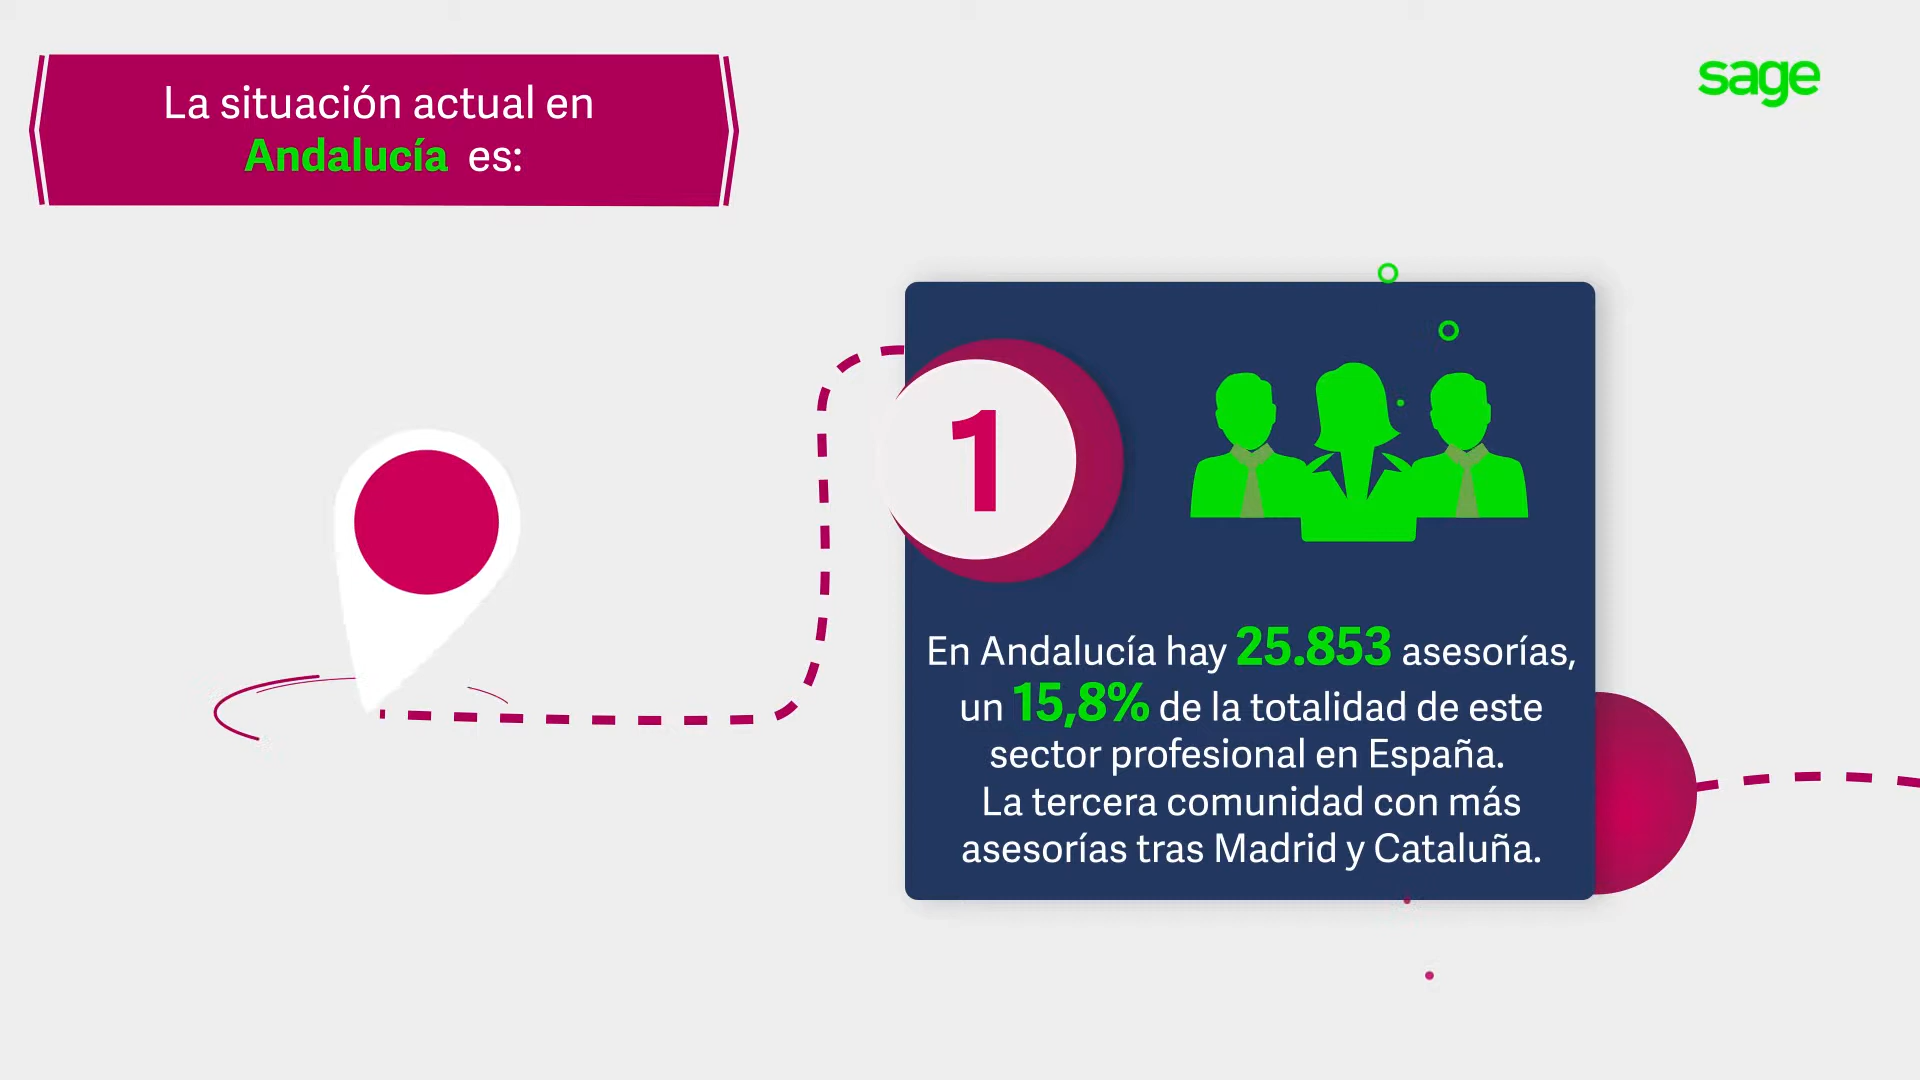 La situación actual en
Andalucía es:
sage
1
En Andalucía hay 25.853 asesorías,
un 15,8% de la totalidad de este
sector profesional en España.
La tercera comunidad con más
asesorías tras Madrid y Cataluña.